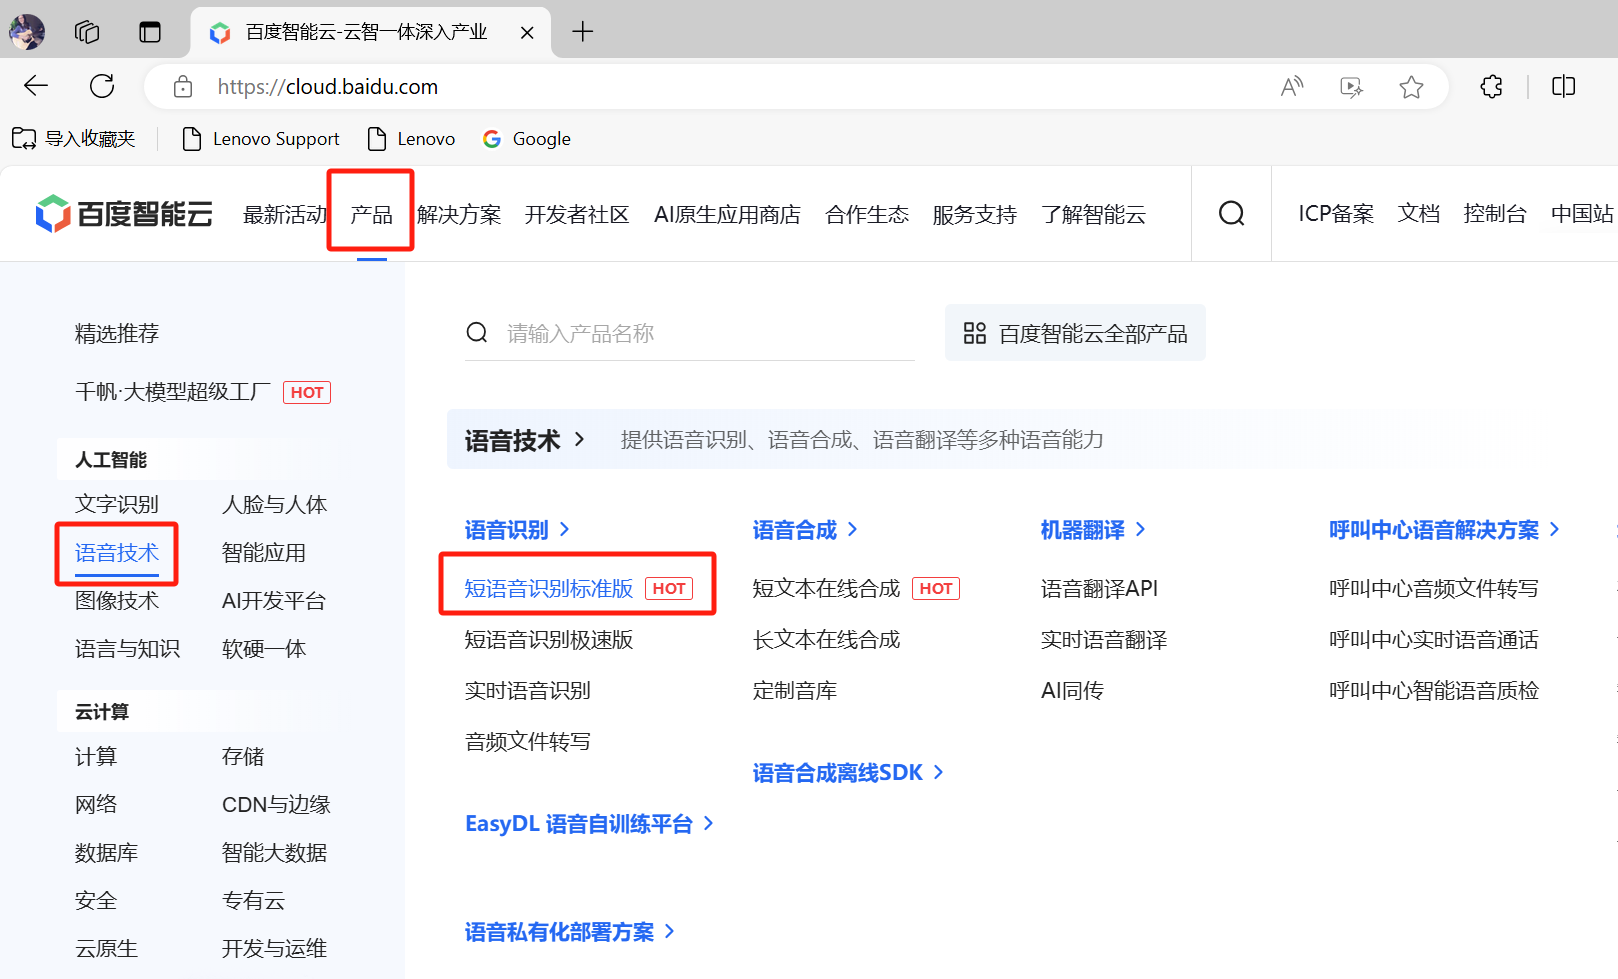 百度智能云-云智一体深入产业
https://cloud.baidu.com
导入收藏夹 Lenovo Support Lenovo Google
百度智能云 最新活动 产品 解决方案 开发者社区 AI原生应用商店 合作生态 服务支持 了解智能云 ICP备案 文档 控制台 中国站
精选推荐
千帆·大模型超级工厂 HOT
人工智能
文字识别 人脸与人体
语音技术 智能应用
图像技术 AI开发平台
语言与知识 软硬一体
云计算
计算 存储
网络 CDN与边缘
数据库 智能大数据
安全 专有云
云原生 开发与运维
请输入产品名称 百度智能云全部产品
语音技术 提供语音识别、语音合成、语音翻译等多种语音能力
语音识别
短语音识别标准版 HOT
短语音识别极速版
实时语音识别
音频文件转写
EasyDL 语音自训练平台
语音私有化部署方案
语音合成
短文本在线合成 HOT
长文本在线合成
定制音库
语音合成离线SDK
机器翻译
语音翻译API
实时语音翻译
AI同传
呼叫中心语音解决方案
呼叫中心音频文件转写
呼叫中心实时语音通话
呼叫中心智能语音质检